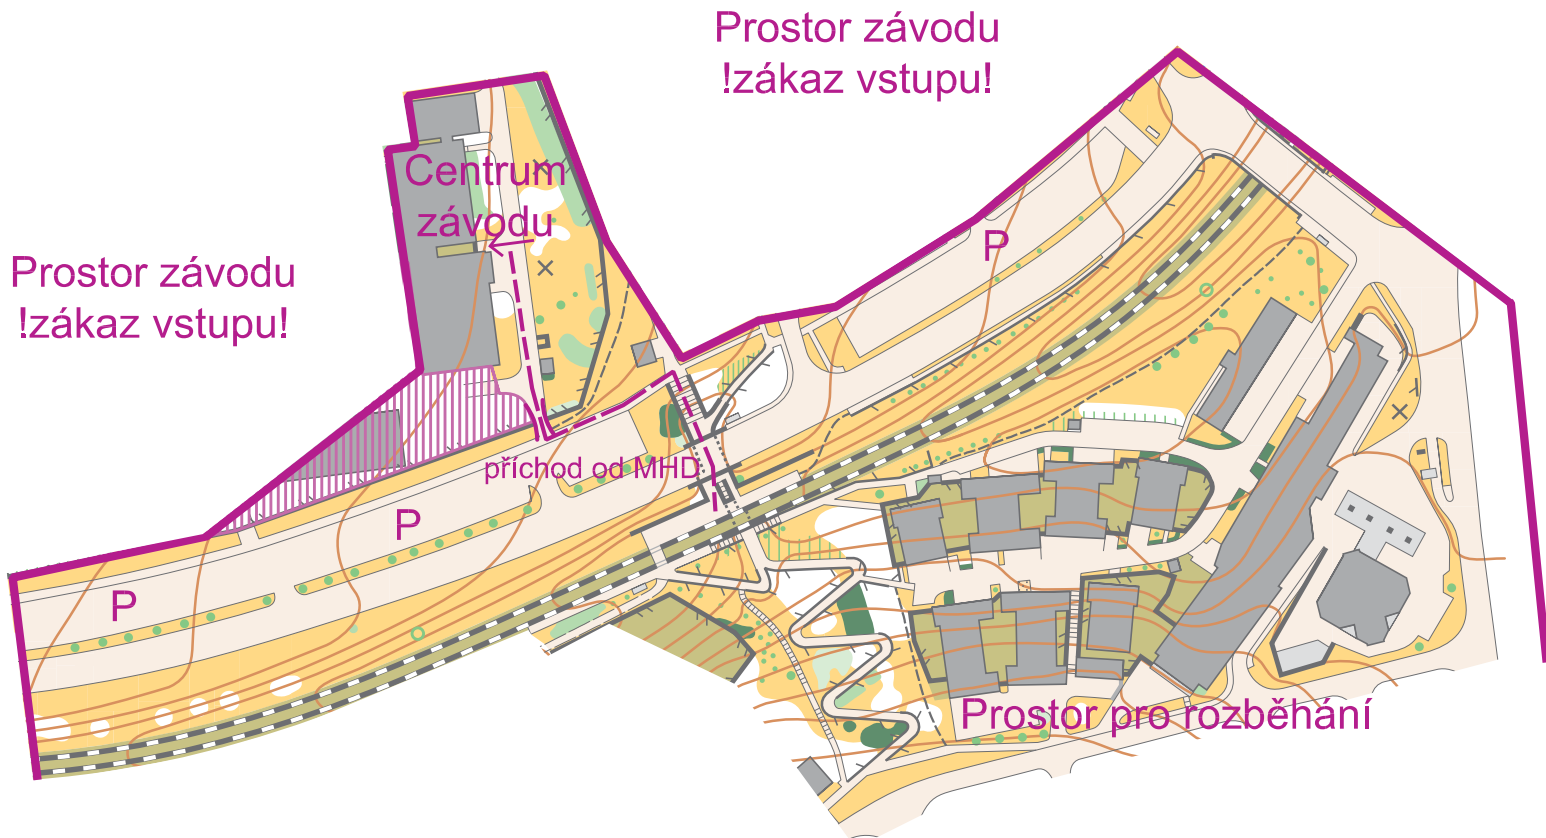 Prostor závodu
!zákaz vstupu!
Centrum
závodu
P
Prostor závodu
!zákaz vstupu!
příchod od MHD
P
P
Prostor pro rozběhání